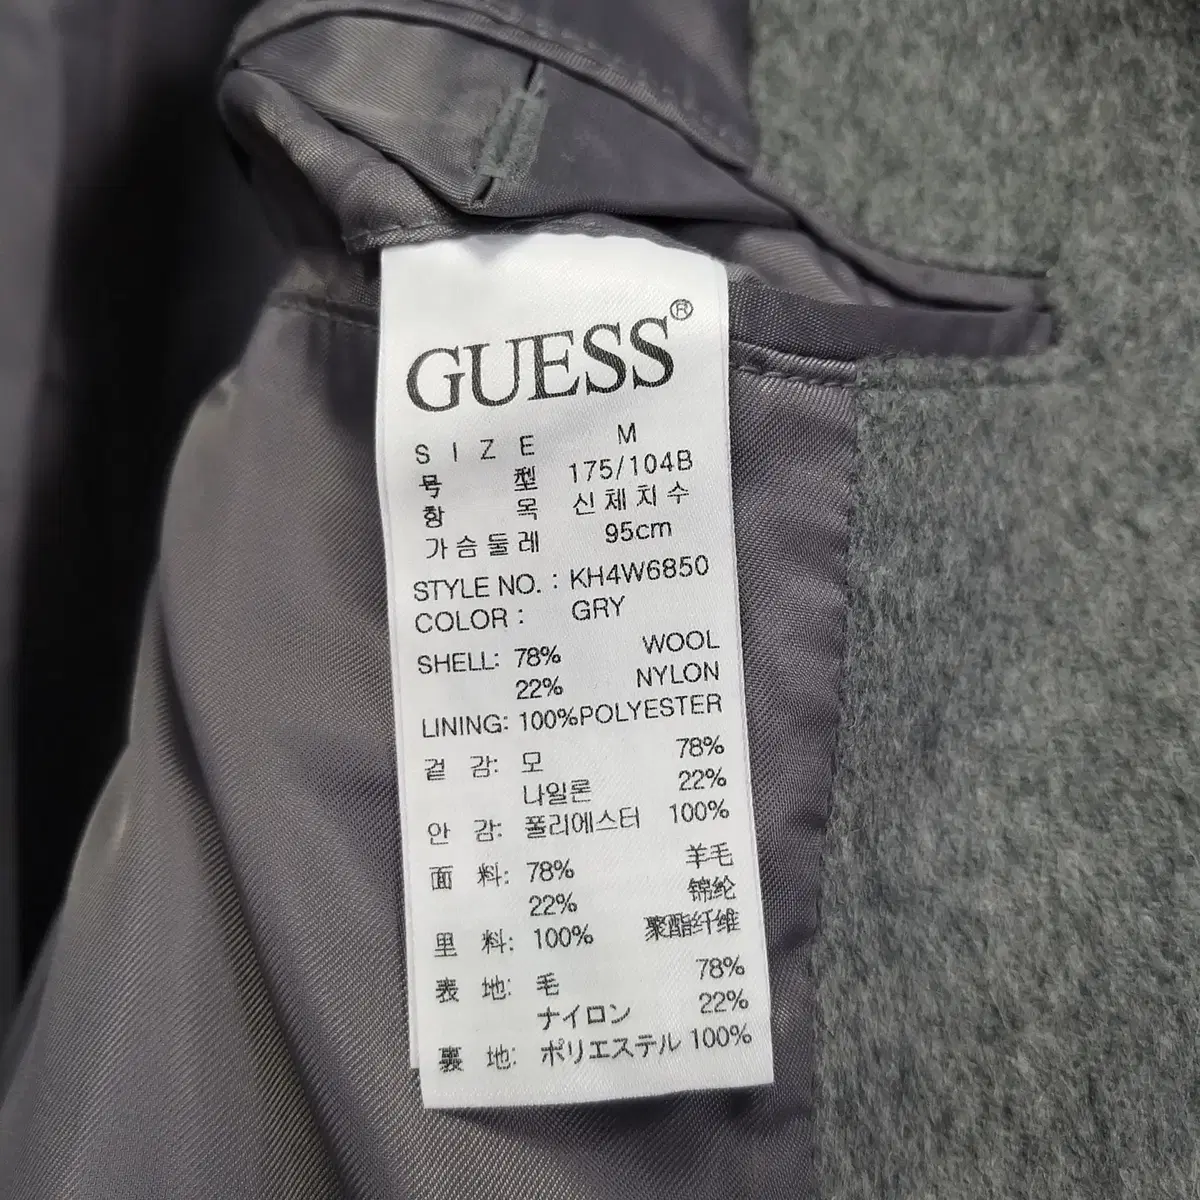 GUESS®
SIZE M
号型 175/104B
항목 신체치수
가슴둘레 95cm
STYLE NO. : KH4W6850
COLOR : GRY
SHELL: 78% WOOL
22% NYLON
LINING: 100%POLYESTER
겉감: 모 78%
나일론 22%
안감: 폴리에스터 100%
面料: 78% 羊毛
22% 锦纶
里料: 100% 聚酯纤维
表地: 毛 78%
ナイロン 22%
裏地: ポリエステル 100%